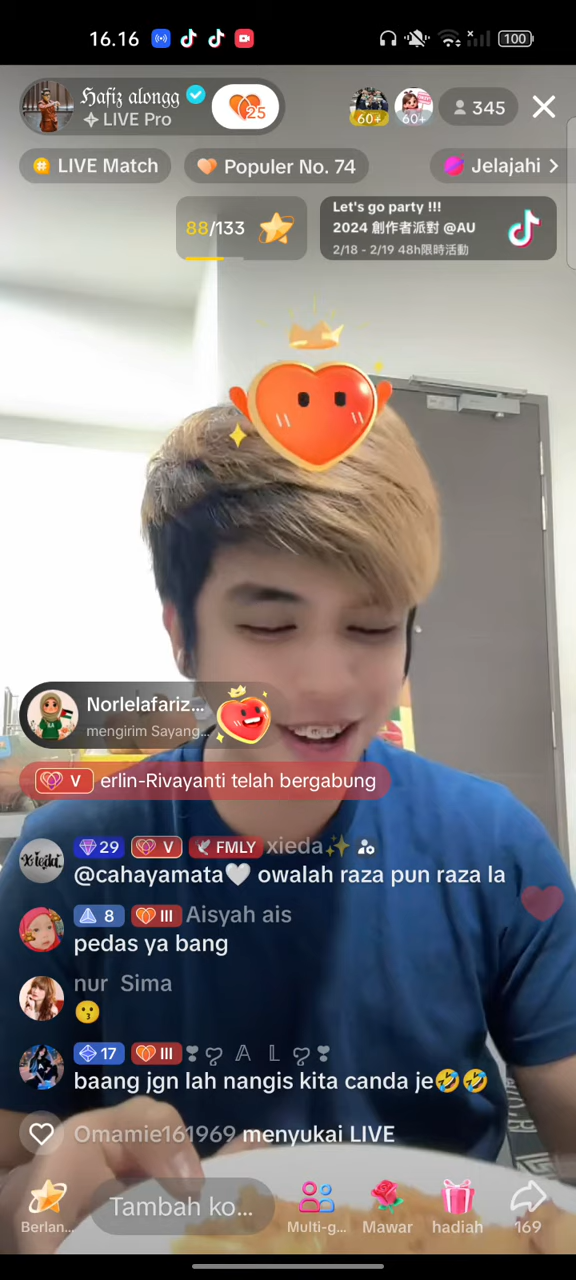 16.16
100
Hafiz alongg
LIVE Pro
25
60+
60+
345
LIVE Match
Populer No. 74
Jelajahi
88/133
Let's go party !!!
2024 創作者派對 @AU
2/18 - 2/19 48h限時活動
Norlelafariz...
mengirim Sayang...
V erlin-Rivayanti telah bergabung
29 V FMLY xieda✨
@cahayamata🤍 owalah raza pun raza la
8 III Aisyah ais
pedas ya bang
nur Sima
😗
17 III ❣ ღ 𝔸 𝕃 ღ ❣
baang jgn lah nangis kita canda je🤣🤣
Omamie161969 menyukai LIVE
Berlan...
Tambah ko...
Multi-g...
Mawar
hadiah
169